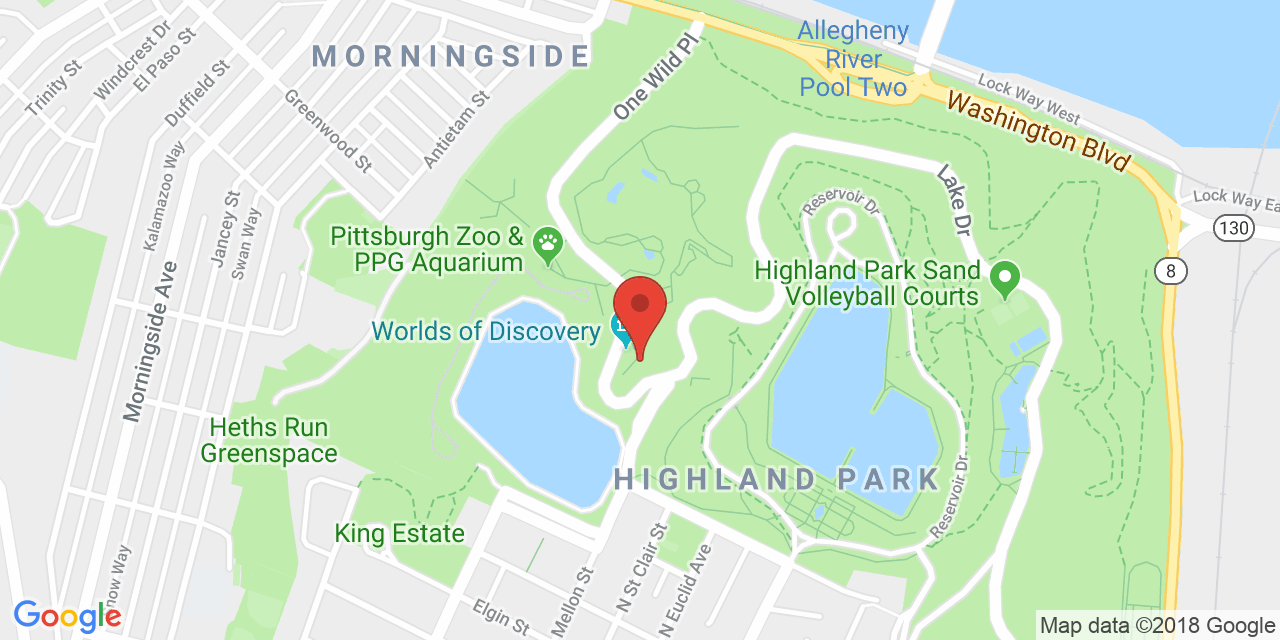 MORNINGSIDE
Allegheny
River
Pool Two
Trinity St
Windcrest Dr
El Paso St
Duffield St
Greenwood St
Antietam St
One Wild Pl
Lock Way West
Washington Blvd
Kalamazoo Way
Jancey St
Swan Way
Morningside Ave
Pittsburgh Zoo &
PPG Aquarium
Reservoir Dr
Lake Dr
Lock Way Ea
130
8
Highland Park Sand
Volleyball Courts
Worlds of Discovery
Heths Run
Greenspace
HIGHLAND PARK
King Estate
Reservoir Dr
now Way
Elgin St
Mellon St
N St Clair St
N Euclid Ave
Google
Map data ©2018 Google